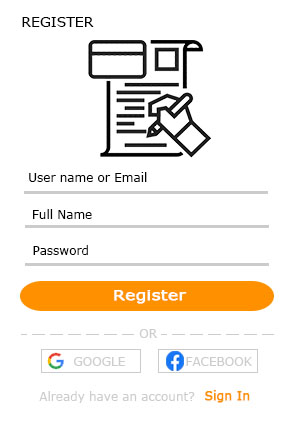 REGISTER
User name or Email
Full Name
Password
Register
OR
GOOGLE FACEBOOK
Already have an account? Sign In